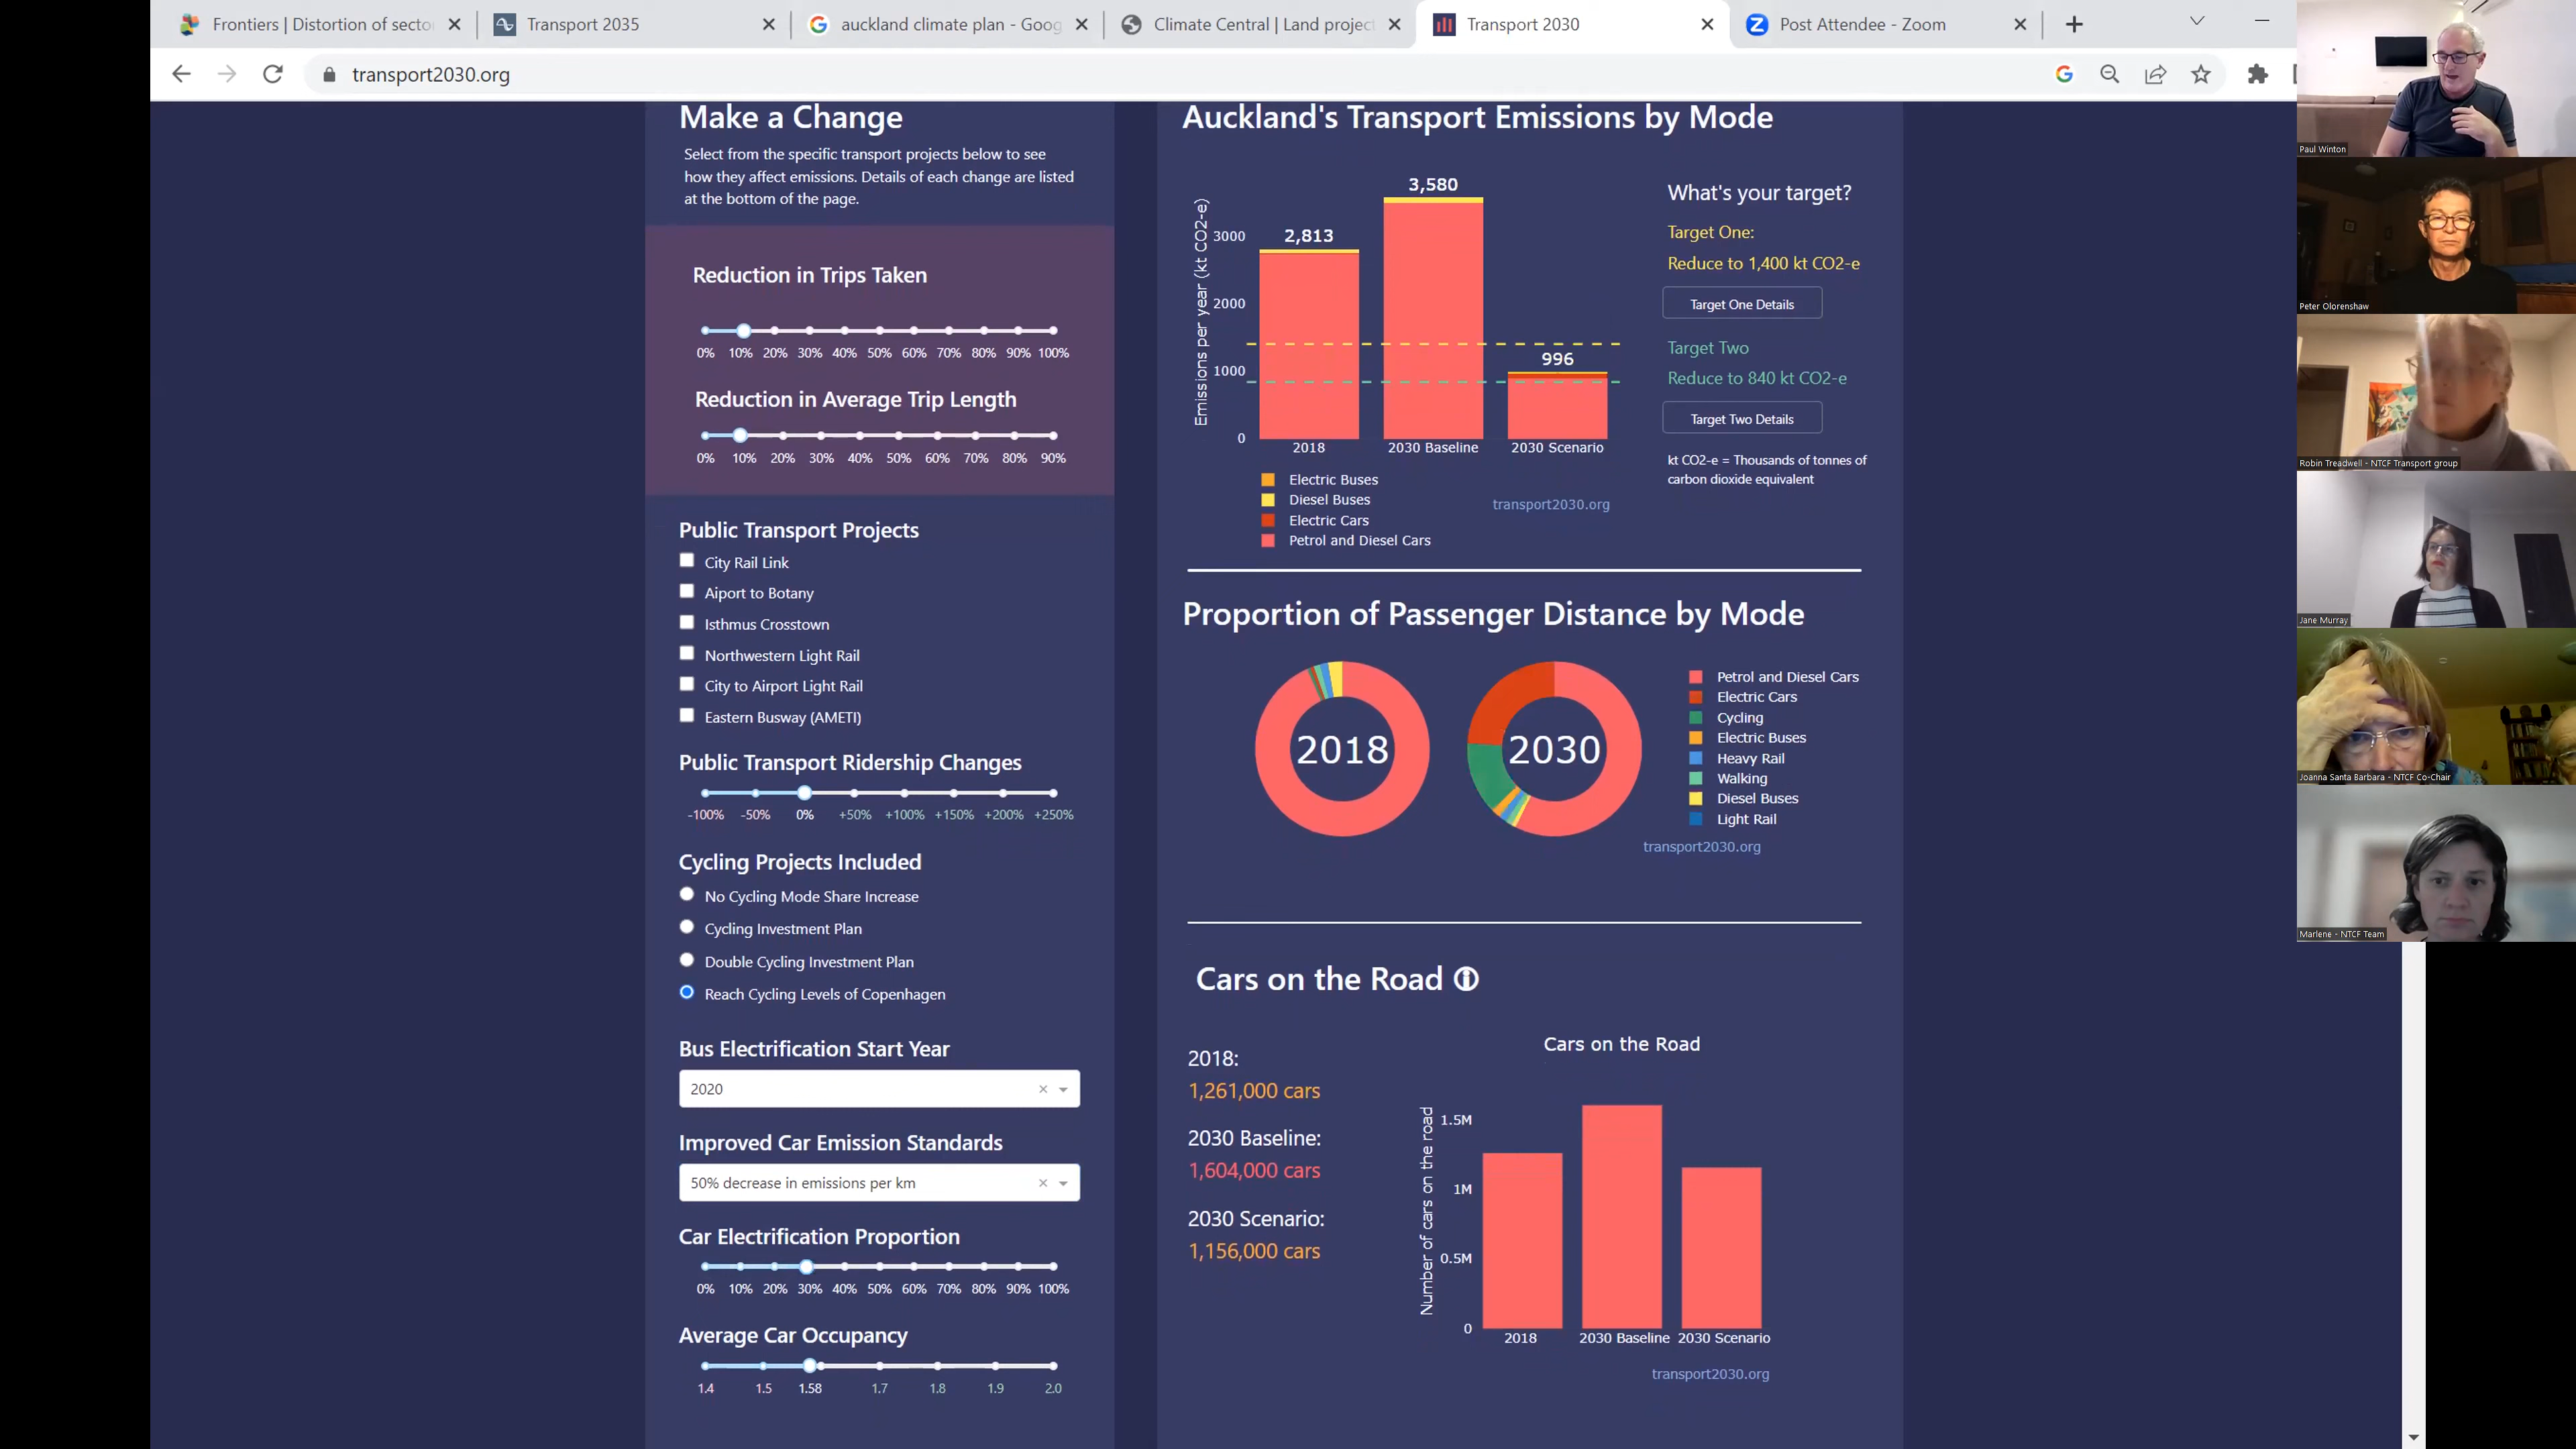 Frontiers | Distortion of secto
Transport 2035
auckland climate plan - Goog
Climate Central | Land project
Transport 2030
Post Attendee - Zoom
transport2030.org
Make a Change
Select from the specific transport projects below to see
how they affect emissions. Details of each change are listed
at the bottom of the page.
Reduction in Trips Taken
0% 10% 20% 30% 40% 50% 60% 70% 80% 90% 100%
Reduction in Average Trip Length
0% 10% 20% 30% 40% 50% 60% 70% 80% 90%
Public Transport Projects
City Rail Link
Aiport to Botany
Isthmus Crosstown
Northwestern Light Rail
City to Airport Light Rail
Eastern Busway (AMETI)
Public Transport Ridership Changes
-100% -50% 0% +50% +100% +150% +200% +250%
Cycling Projects Included
No Cycling Mode Share Increase
Cycling Investment Plan
Double Cycling Investment Plan
Reach Cycling Levels of Copenhagen
Bus Electrification Start Year
2020
Improved Car Emission Standards
50% decrease in emissions per km
Car Electrification Proportion
0% 10% 20% 30% 40% 50% 60% 70% 80% 90% 100%
Average Car Occupancy
1.4 1.5 1.58 1.7 1.8 1.9 2.0
Auckland's Transport Emissions by Mode
Emissions per year (kt CO2-e)
3000
2000
1000
0
2,813
3,580
996
2018 2030 Baseline 2030 Scenario
Electric Buses
Diesel Buses
Electric Cars
Petrol and Diesel Cars
transport2030.org
What's your target?
Target One:
Reduce to 1,400 kt CO2-e
Target One Details
Target Two
Reduce to 840 kt CO2-e
Target Two Details
kt CO2-e = Thousands of tonnes of
carbon dioxide equivalent
Proportion of Passenger Distance by Mode
2018
2030
Petrol and Diesel Cars
Electric Cars
Cycling
Electric Buses
Heavy Rail
Walking
Diesel Buses
Light Rail
transport2030.org
Cars on the Road
2018:
1,261,000 cars
2030 Baseline:
1,604,000 cars
2030 Scenario:
1,156,000 cars
Cars on the Road
Number of cars on the road
1.5M
1M
0.5M
0
2018 2030 Baseline 2030 Scenario
transport2030.org
Paul Winton
Peter Olorenshaw
Robin Treadwell - NTCF Transport group
Jane Murray
Joanna Santa Barbara - NTCF Co-Chair
Marlene - NTCF Team